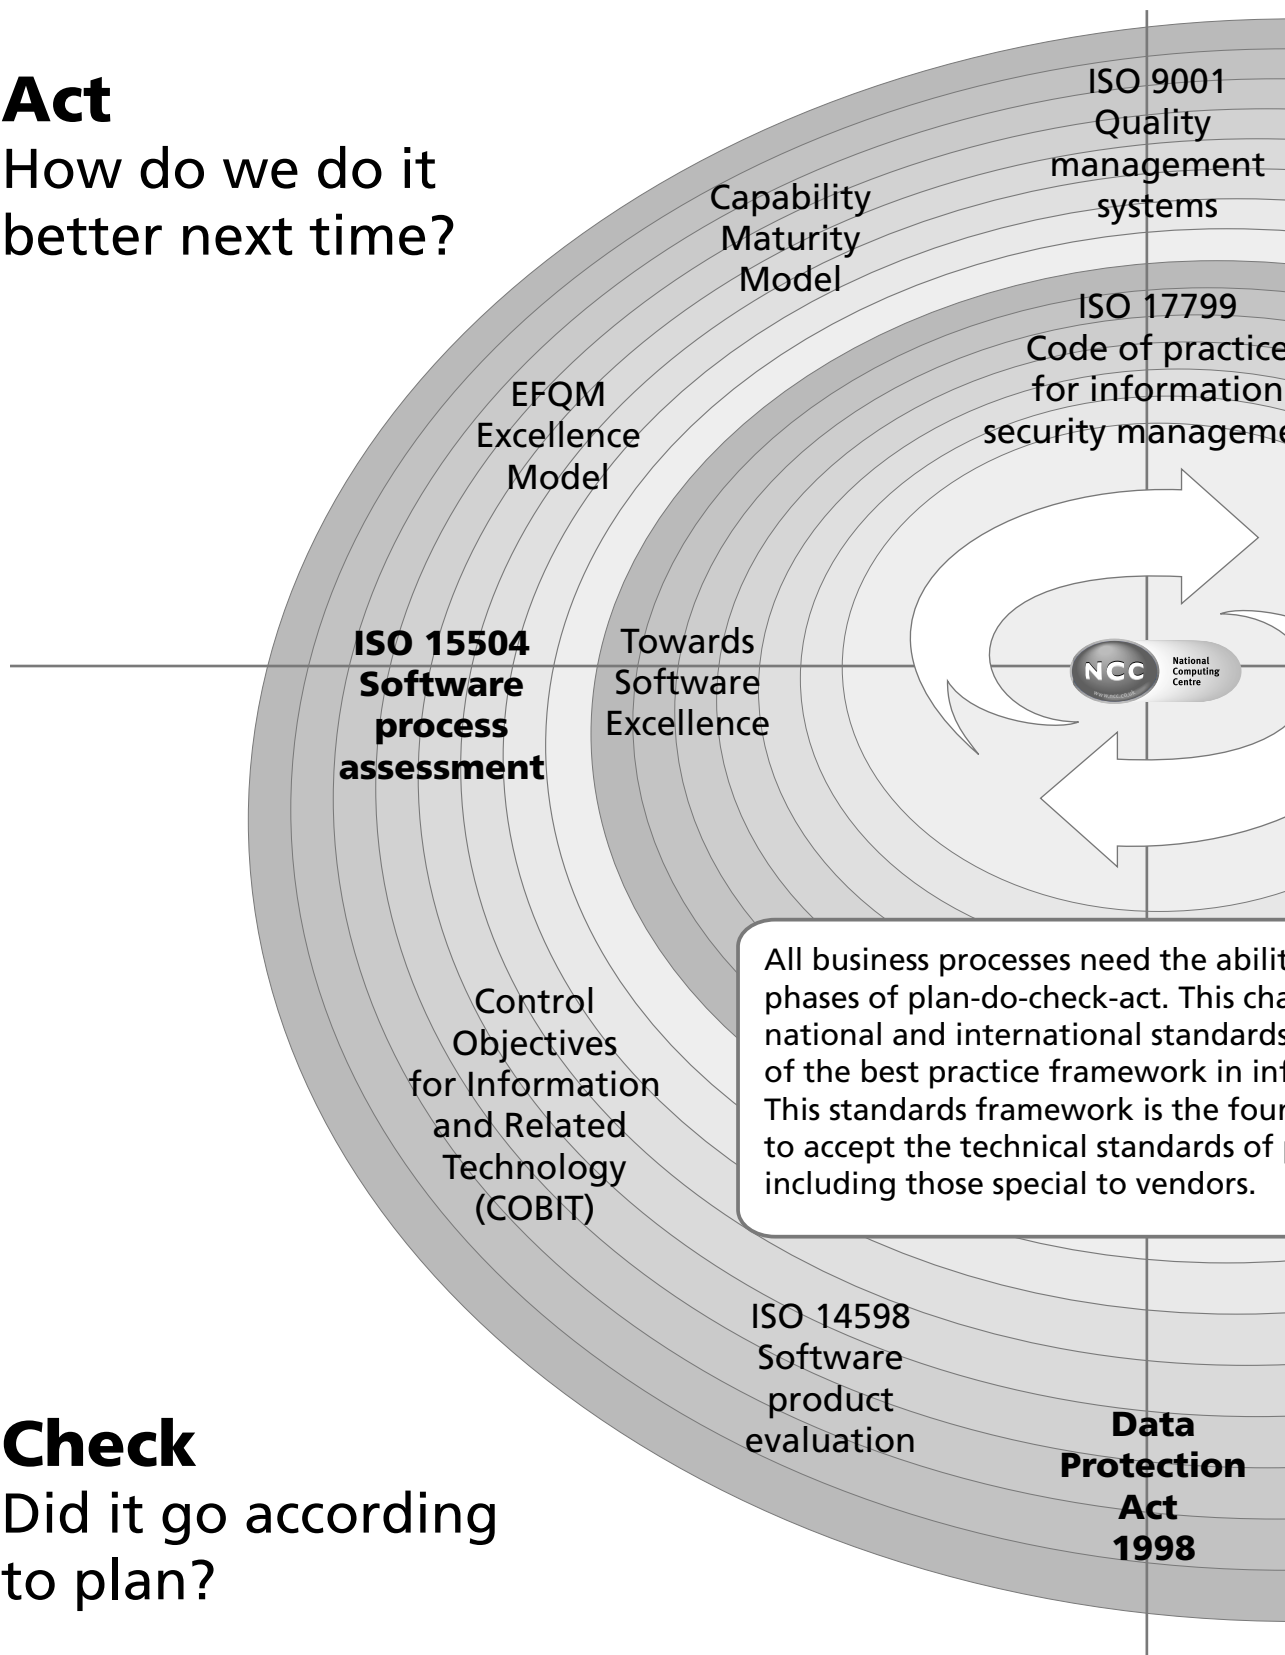 Act
How do we do it
better next time?
ISO 9001
Quality
management
systems
Capability
Maturity
Model
ISO 17799
Code of practice
for information
security
EFQM
Excellence
Model
ISO 15504
Software
process
assessment
Towards
Software
Excellence
NCC
National
Computing
Centre
All business processes need the
phases of plan-do-check-act. This
national and international standards
of the best practice framework in
This standards framework is the
to accept the technical standards of
including those special to vendors.
Control
Objectives
for Information
and Related
Technology
(COBIT)
ISO 14598
Software
product
evaluation
Data
Protection
Act
1998
Check
Did it go according
to plan?